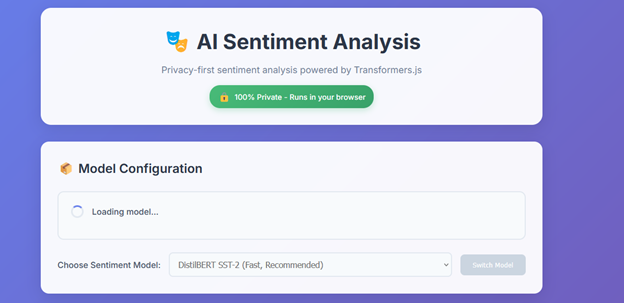 AI Sentiment Analysis
Privacy-first sentiment analysis powered by Transformers.js
100% Private - Runs in your browser
Model Configuration
Loading model...
Choose Sentiment Model: DistilBERT SST-2 (Fast, Recommended) Switch Model